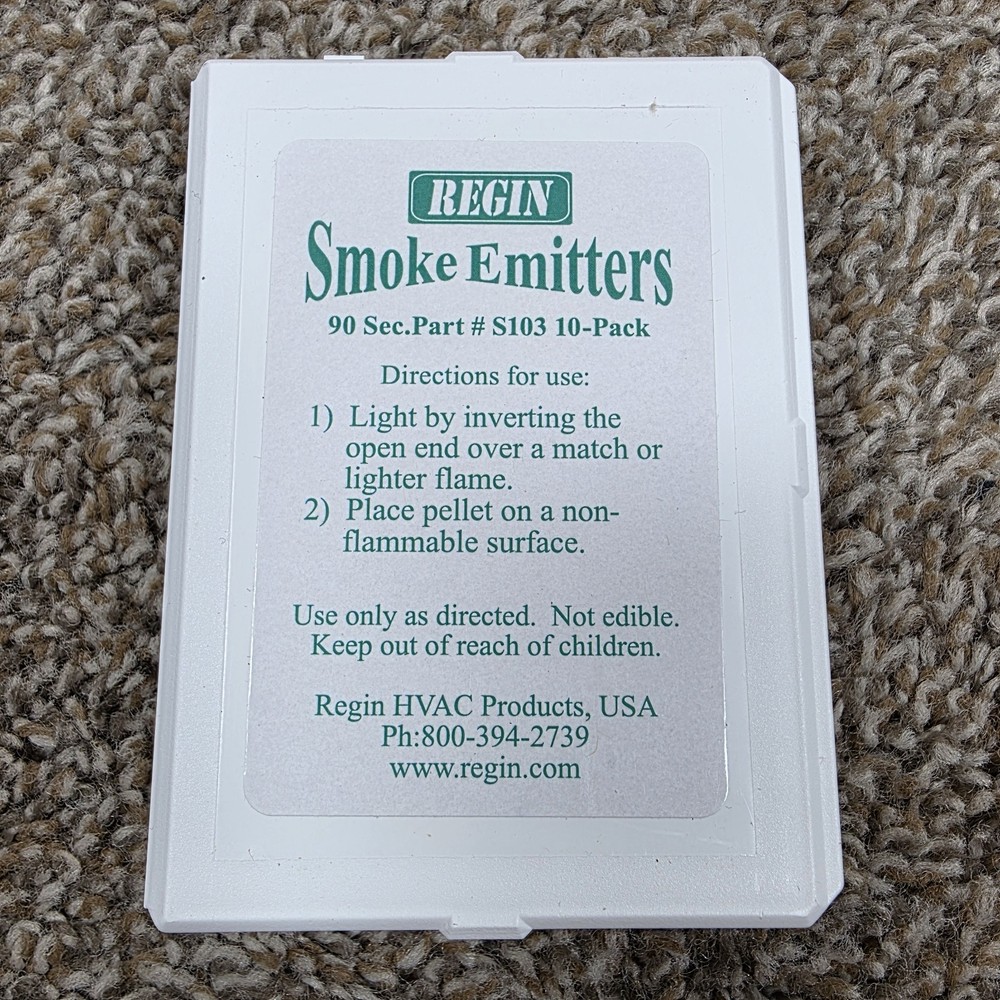 REGIN
Smoke Emitters
90 Sec.Part # S103 10-Pack
Directions for use:
1) Light by inverting the
open end over a match or
lighter flame.
2) Place pellet on a non-
flammable surface.
Use only as directed. Not edible.
Keep out of reach of children.
Regin HVAC Products, USA
Ph:800-394-2739
www.regin.com